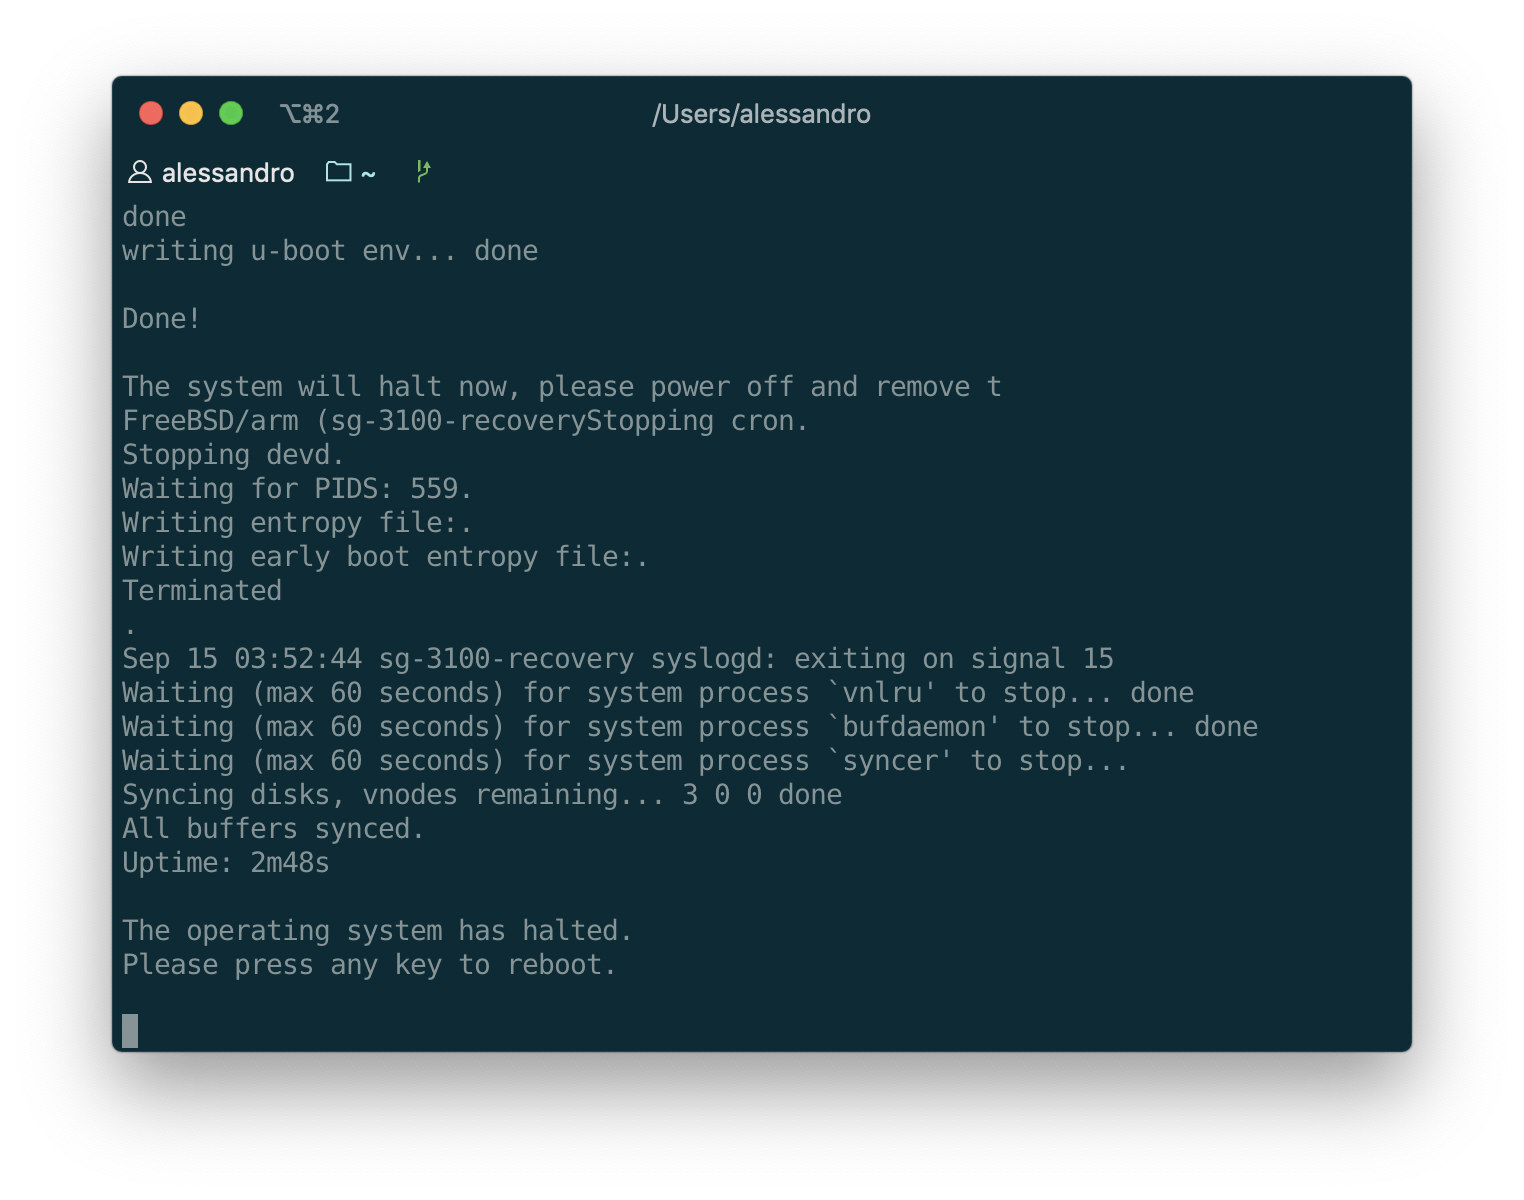 ⌥⌘2 /Users/alessandro
alessandro ~
done
writing u-boot env... done
Done!
The system will halt now, please power off and remove t
FreeBSD/arm (sg-3100-recoveryStopping cron.
Stopping devd.
Waiting for PIDS: 559.
Writing entropy file:.
Writing early boot entropy file:.
Terminated
.
Sep 15 03:52:44 sg-3100-recovery syslogd: exiting on signal 15
Waiting (max 60 seconds) for system process `vnlru' to stop... done
Waiting (max 60 seconds) for system process `bufdaemon' to stop... done
Waiting (max 60 seconds) for system process `syncer' to stop...
Syncing disks, vnodes remaining... 3 0 0 done
All buffers synced.
Uptime: 2m48s
The operating system has halted.
Please press any key to reboot.